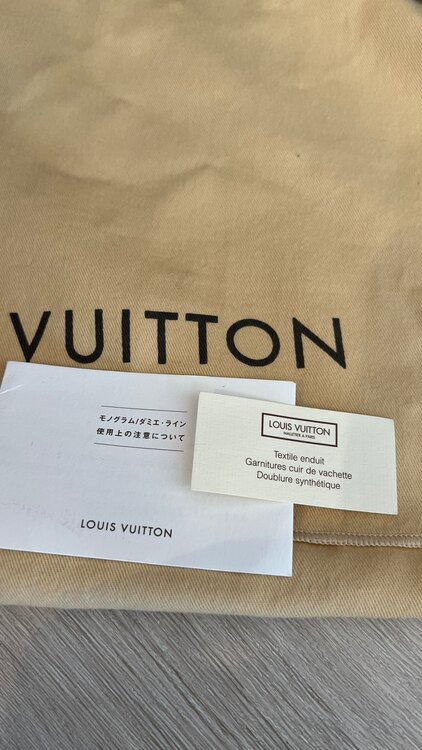 VUITTON
モノグラム/ダミエ・ライン
使用上の注意について
LOUIS VUITTON
LOUIS VUITTON
MALLETIER A PARIS
Textile enduit
Garnitures cuir de vachette
Doublure synthétique